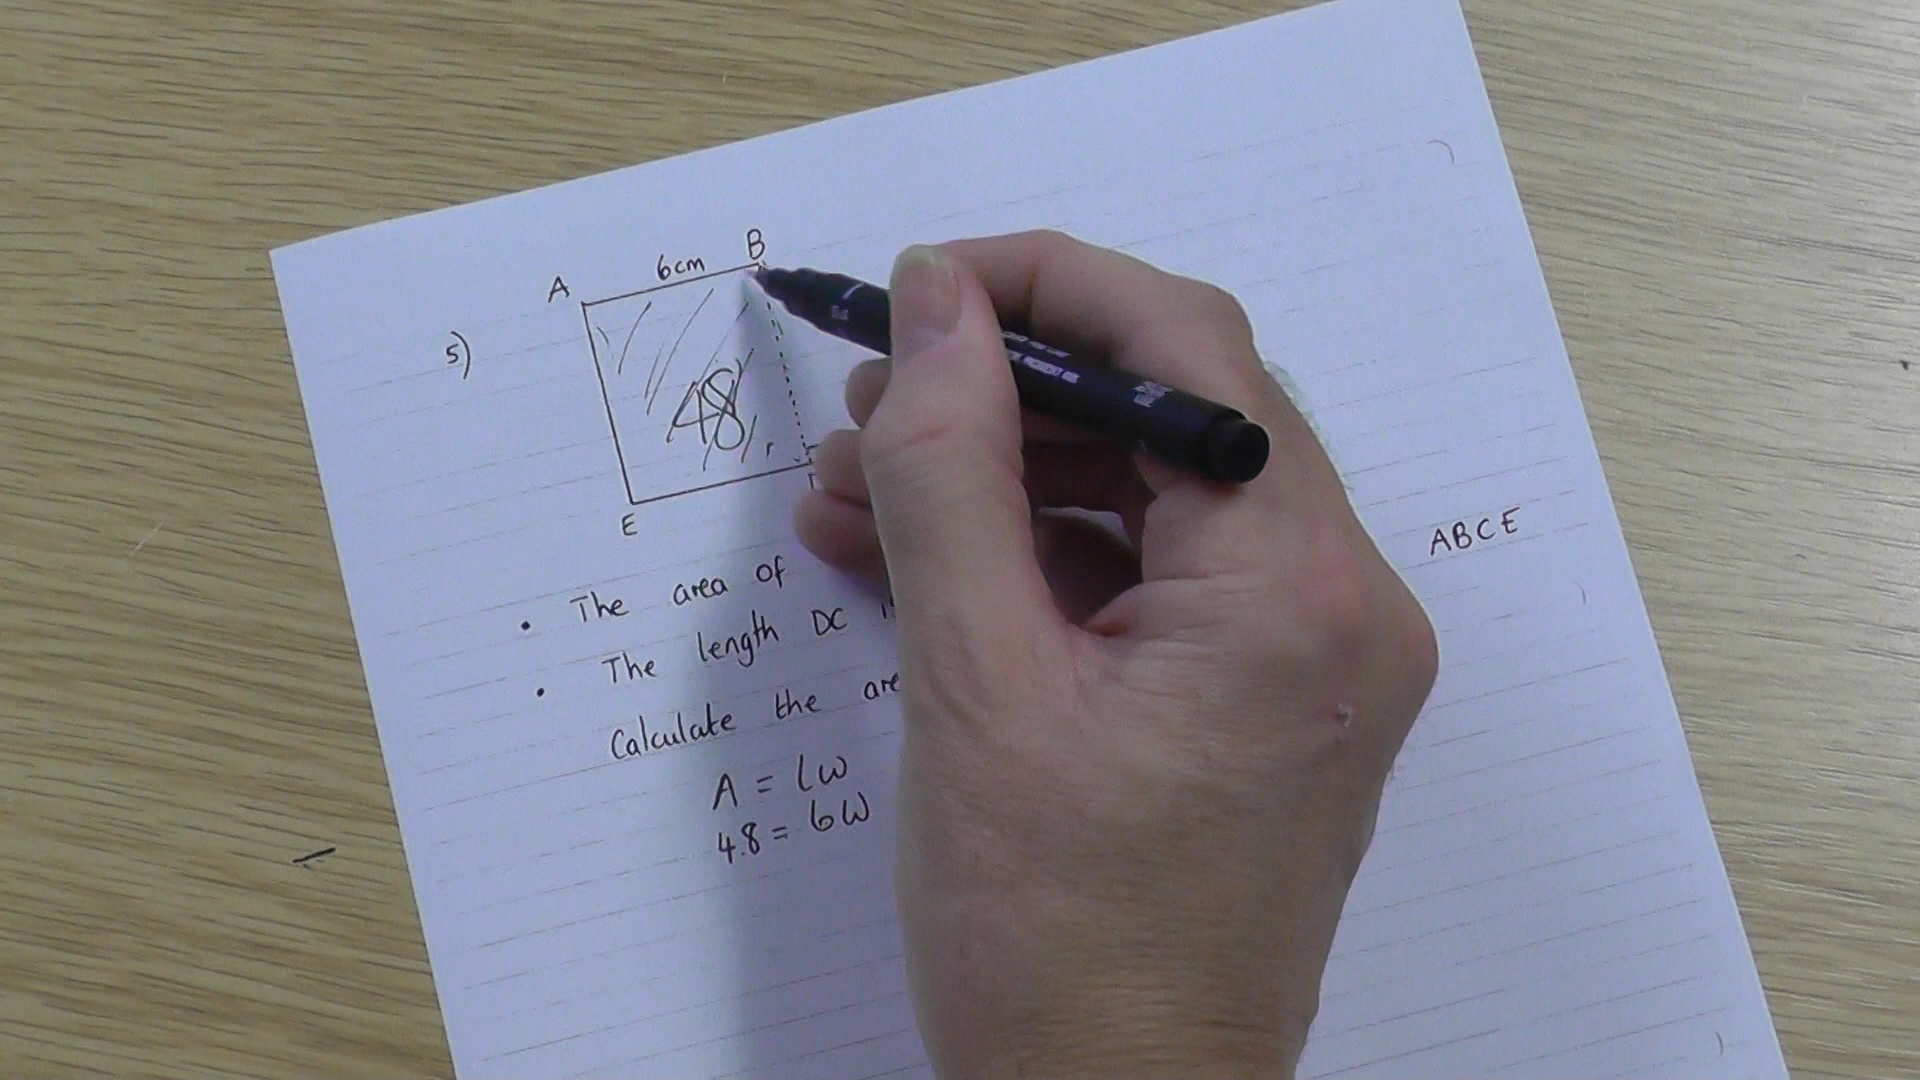 B
6cm
A
5)
48
E
ABCE
• The area of
• The length DC
Calculate the
A = lw
48 = 6w